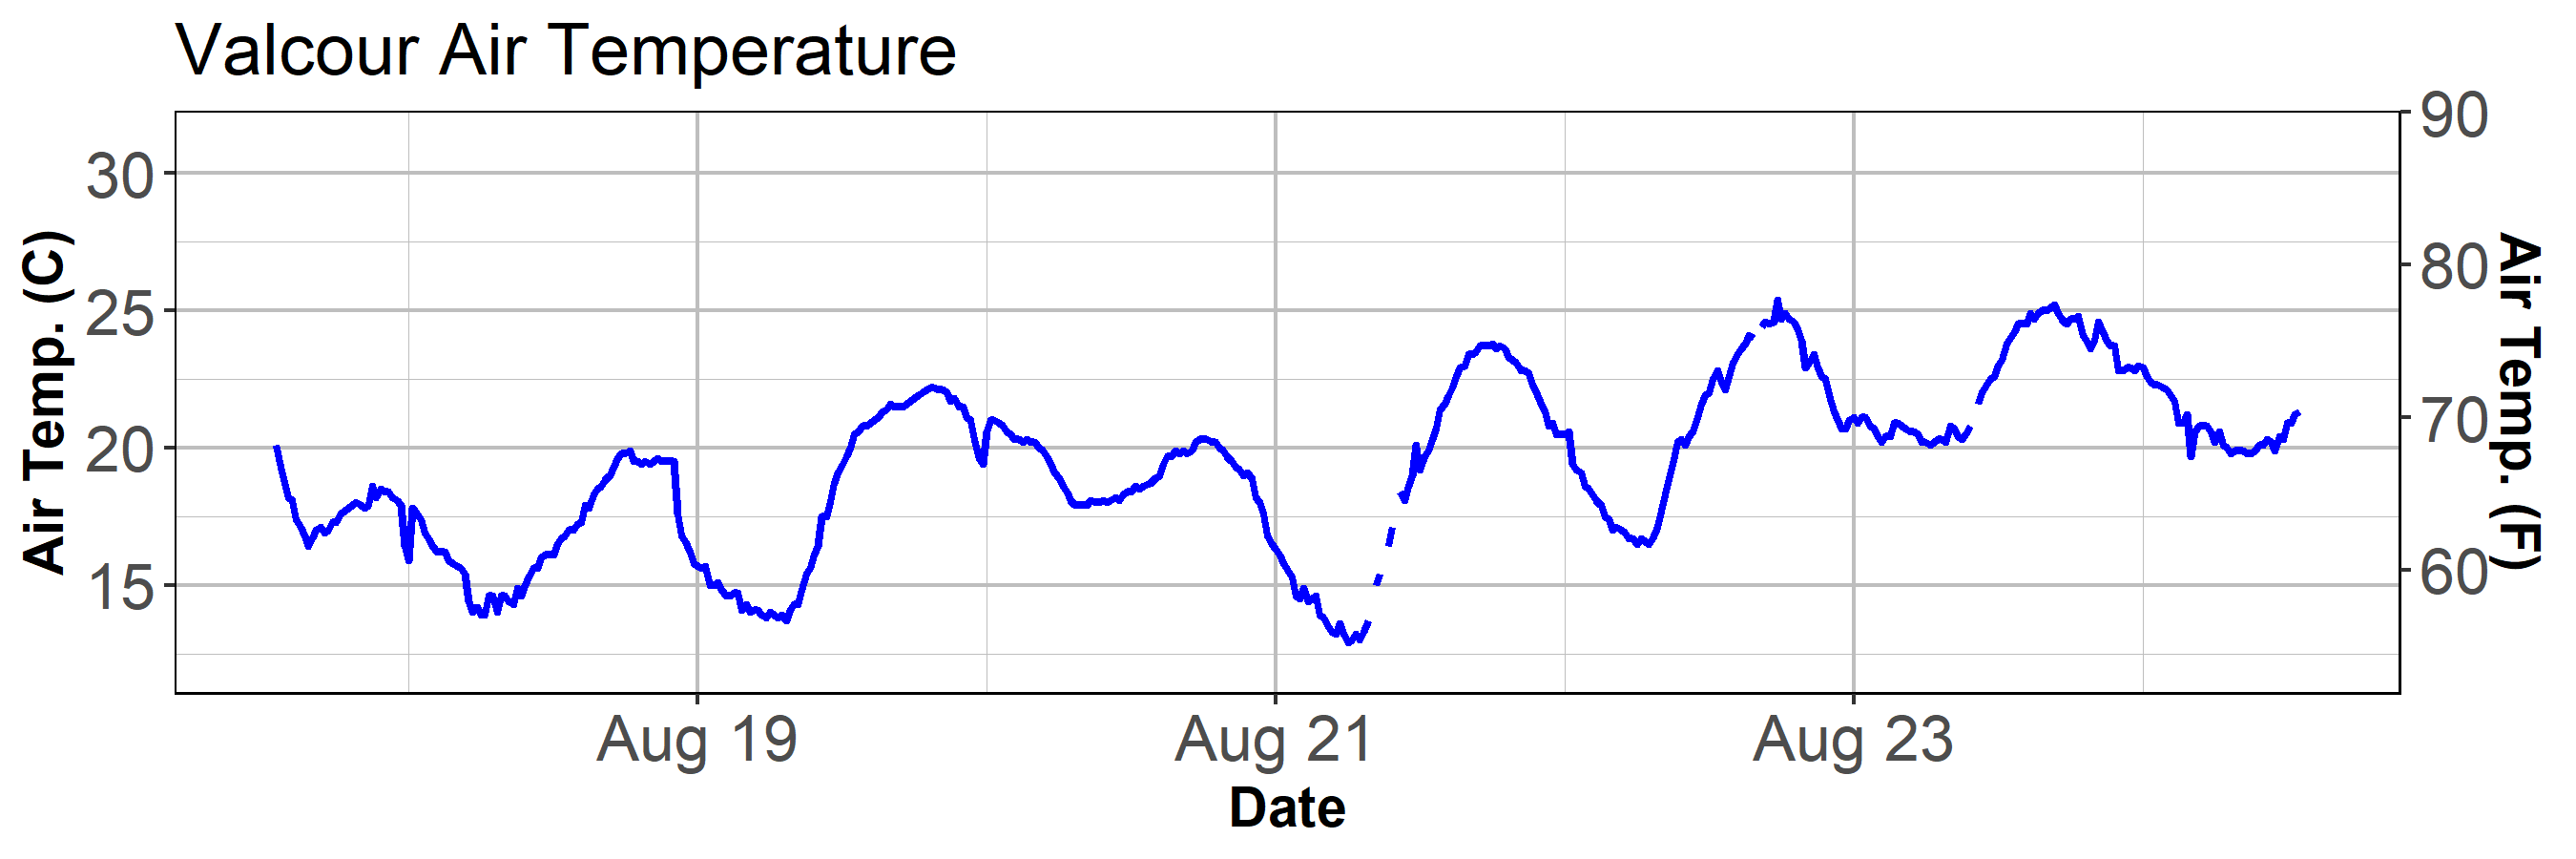 Valcour Air Temperature
Air Temp. (C)
30
25
20
15
90
80
70
60
Air Temp. (F)
Aug 19
Aug 21
Aug 23
Date